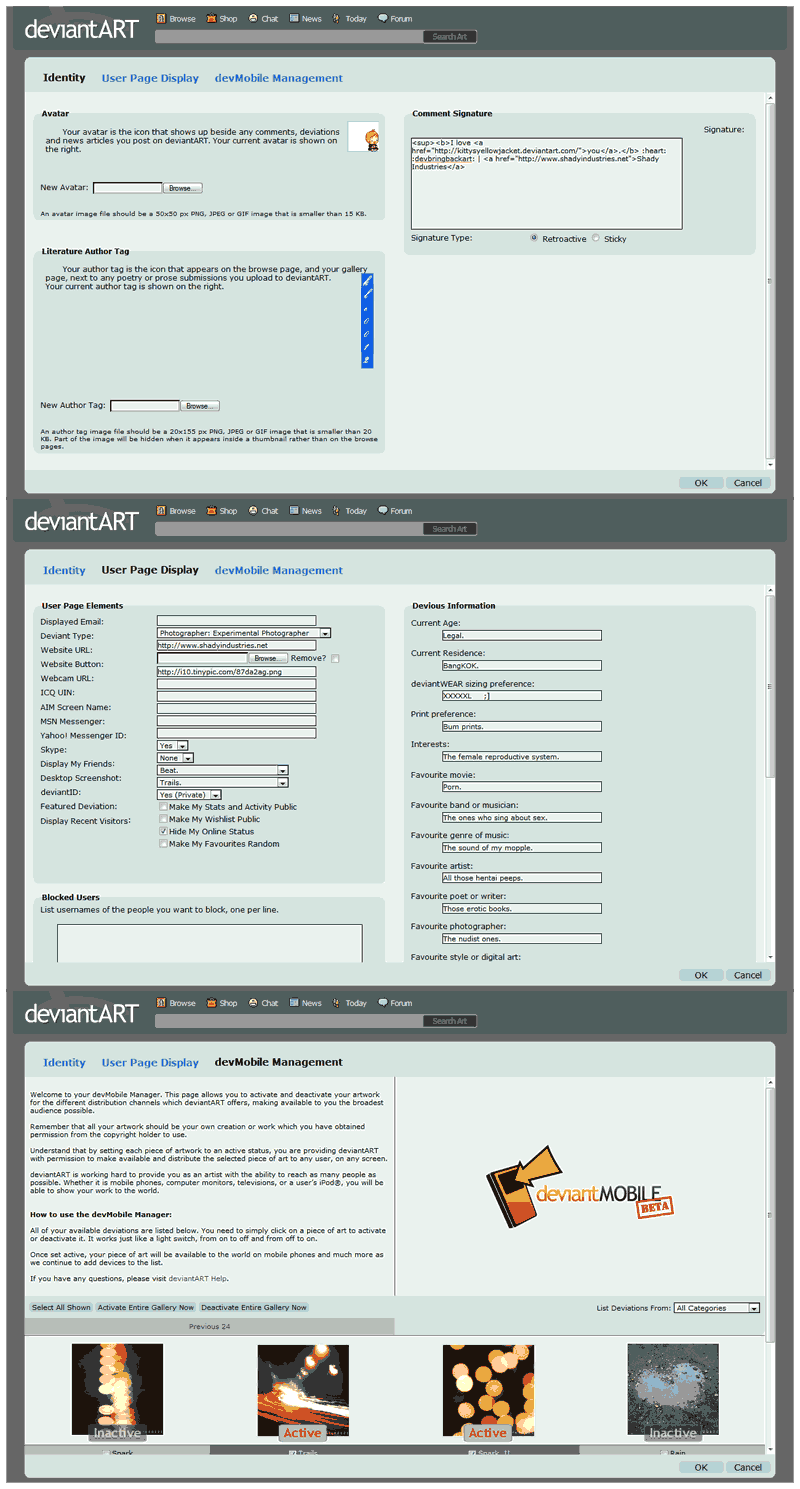 deviantART
Browse Shop Chat News Today Forum
Search Art
Identity User Page Display devMobile Management
Avatar
Your avatar is the icon that shows up beside any comments, deviations
and news articles you post on deviantART. Your current avatar is shown on
the right.
New Avatar: Browse...
An avatar image file should be a 50x50 px PNG, JPEG or GIF image that is smaller than 15 KB.
Literature Author Tag
Your author tag is the icon that appears on the browse page, and your gallery
page, next to any poetry or prose submissions you upload to deviantART.
Your current author tag is shown on the right.
New Author Tag: Browse...
An author tag image file should be a 20x155 px PNG, JPEG or GIF image that is smaller than 20
KB. Part of the image will be hidden when it appears inside a thumbnail rather than on the browse
pages.
Comment Signature
Signature:
<sup><b>I love <a
href="http://kittysyellowjacket.deviantart.com/">you</a>.</b> :heart:
:devbringbackart: | <a href="http://www.shadyindustries.net">Shady
Industries</a>
Signature Type: Retroactive Sticky
OK Cancel
deviantART
Browse Shop Chat News Today Forum
Search Art
Identity User Page Display devMobile Management
User Page Elements
Displayed Email:
Deviant Type: Photographer: Experimental Photographer
Website URL: http://www.shadyindustries.net
Website Button: Browse... Remove?
Webcam URL: http://i10.tinypic.com/87da2ag.png
ICQ UIN:
AIM Screen Name:
MSN Messenger:
Yahoo! Messenger ID:
Skype: Yes
Display My Friends: None
Desktop Screenshot: Beat.
deviantID: Trails.
Featured Deviation: Yes (Private)
Display Recent Visitors: Make My Stats and Activity Public
Make My Wishlist Public
Hide My Online Status
Make My Favourites Random
Blocked Users
List usernames of the people you want to block, one per line.
Devious Information
Current Age:
Legal.
Current Residence:
BangKOK.
deviantWEAR sizing preference:
XXXXXL ;]
Print preference:
Bum prints.
Interests:
The female reproductive system.
Favourite movie:
Porn.
Favourite band or musician:
The ones who sing about sex.
Favourite genre of music:
The sound of my mopple.
Favourite artist:
All those hentai peeps.
Favourite poet or writer:
Those erotic books.
Favourite photographer:
The nudist ones.
Favourite style or digital art:
OK Cancel
deviantART
Browse Shop Chat News Today Forum
Search Art
Identity User Page Display devMobile Management
Welcome to your devMobile Manager. This page allows you to activate and deactivate your artwork
for the different distribution channels which deviantART offers, making available to you the broadest
audience possible.
Remember that all your artwork should be your own creation or work which you have obtained
permission from the copyright holder to use.
Understand that by setting each piece of artwork to an active status, you are providing deviantART
with permission to make available and distribute the selected piece of art to any user, on any screen.
deviantART is working hard to provide you as an artist with the ability to reach as many people as
possible. Whether it is mobile phones, computer monitors, televisions, or a user's iPod®, you will be
able to show your work to the world.
How to use the devMobile Manager:
All of your available deviations are listed below. You need to simply click on a piece of art to activate
or deactivate it. It works just like a light switch, from on to off and from off to on.
Once set active, your piece of art will be available to the world on mobile phones and much more as
we continue to add devices to the list.
If you have any questions, please visit deviantART Help.
deviantMOBILE
BETA
Select All Shown Activate Entire Gallery Now Deactivate Entire Gallery Now
List Deviations From: All Categories
Previous 24
Inactive Active Active Inactive
Spark Trails Spark II Rain
OK Cancel